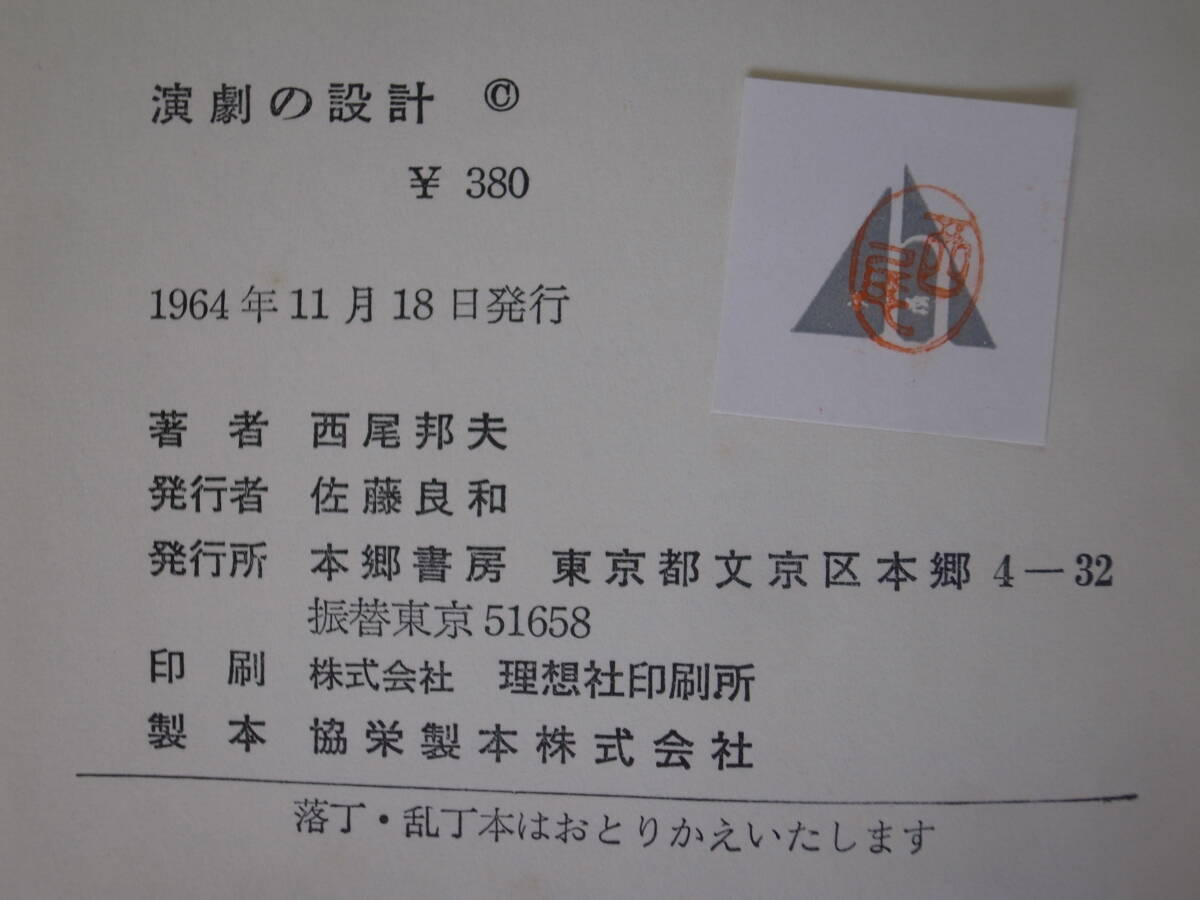 演劇の設計 ©
¥ 380
西尾
1964年11月18日発行
著者 西尾邦夫
発行者 佐藤良和
発行所 本郷書房 東京都文京区本郷 4—32
振替東京 51658
印刷 株式会社 理想社印刷所
製本 協栄製本株式会社
落丁・乱丁本はおとりかえいたします